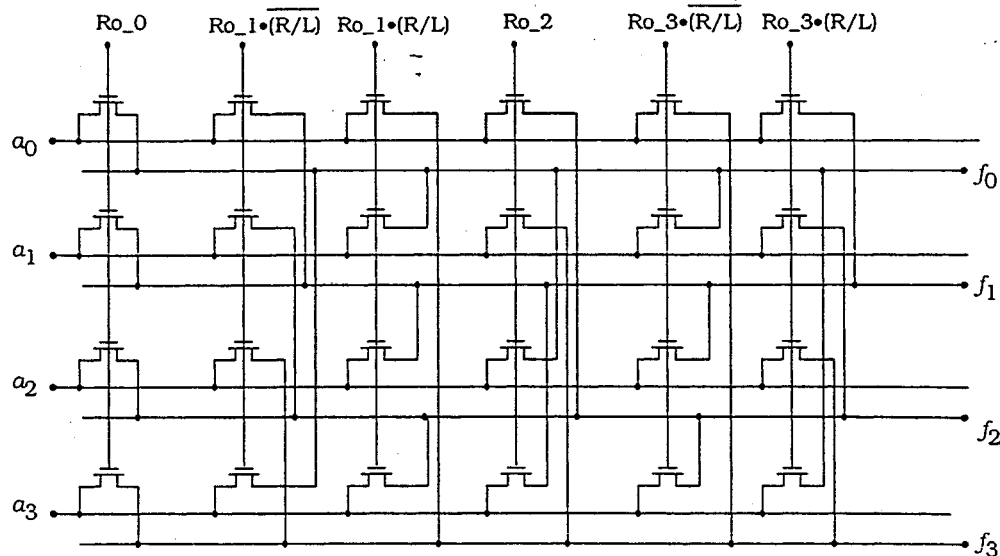 Ro_0 Ro_1•(R/L) Ro_1•(R/L) Ro_2 Ro_3•(R/L) Ro_3•(R/L)
a0
f0
a1
f1
a2
f2
a3
f3